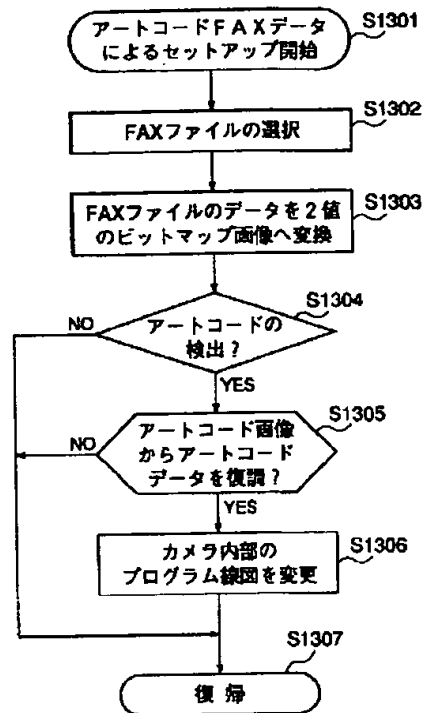 アートコードFAXデータ
によるセットアップ開始
S1301
FAXファイルの選択
S1302
FAXファイルのデータを2値
のビットマップ画像へ変換
S1303
アートコードの
検出?
S1304
NO
YES
アートコード画像
からアートコード
データを復調?
S1305
NO
YES
カメラ内部の
プログラム線図を変更
S1306
復帰
S1307